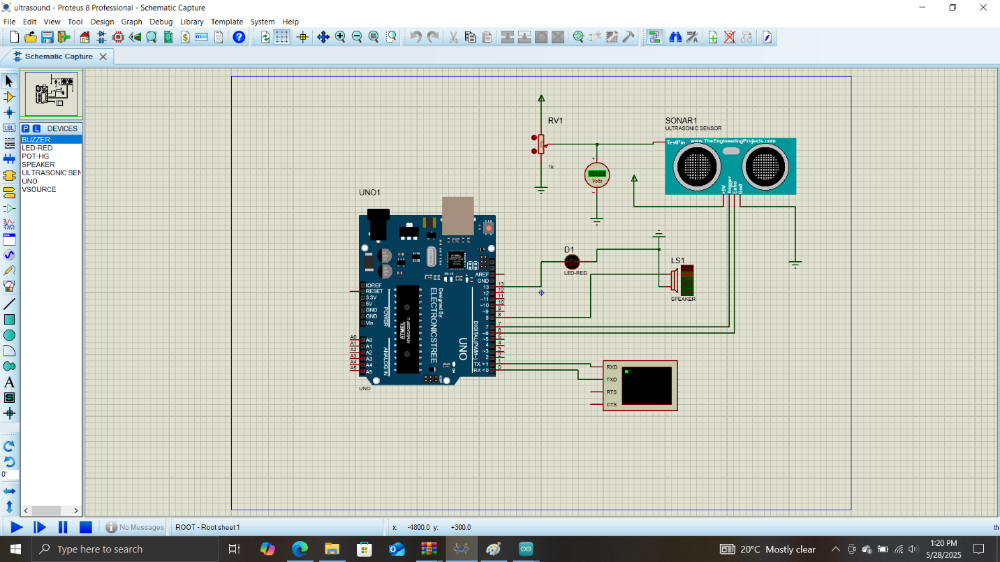 ultrasound - Proteus 8 Professional - Schematic Capture
File Edit View Tool Design Graph Debug Library Template System Help
Schematic Capture
P L DEVICES
BUZZER
LED-RED
POT-HG
SPEAKER
ULTRASONIC SEN
UNO
VSOURCE
LBL
A
S
0°
RV1
1k
Volts
SONAR1
ULTRASONIC SENSOR
TestPin www.TheEngineeringProjects.com
+5V
Trigger
Echo
Gnd
UNO1
D1
LED-RED
LS1
SPEAKER
AREF
GND
13 13
12 12
~11 11
~10 10
~9 9
8 8
7 7
~6 6
~5 5
4 4
~3 3
2 2
TX >1 1
RX <0 0
IOREF
RESET
3.3V
5V
GND
GND
Vin
POWER
A0 A0
A1 A1
A2 A2
A3 A3
A4 A4
A5 A5
ANALOG IN
ATMEL
Designed By:
ELECTRONICSTREE
DIGITAL (PWM~)
UNO
UNO
RXD
TXD
RTS
CTS
No Messages
ROOT - Root sheet 1
x: -4800.0 y: +300.0
th
Type here to search
20°C Mostly clear
1:20 PM
5/28/2025